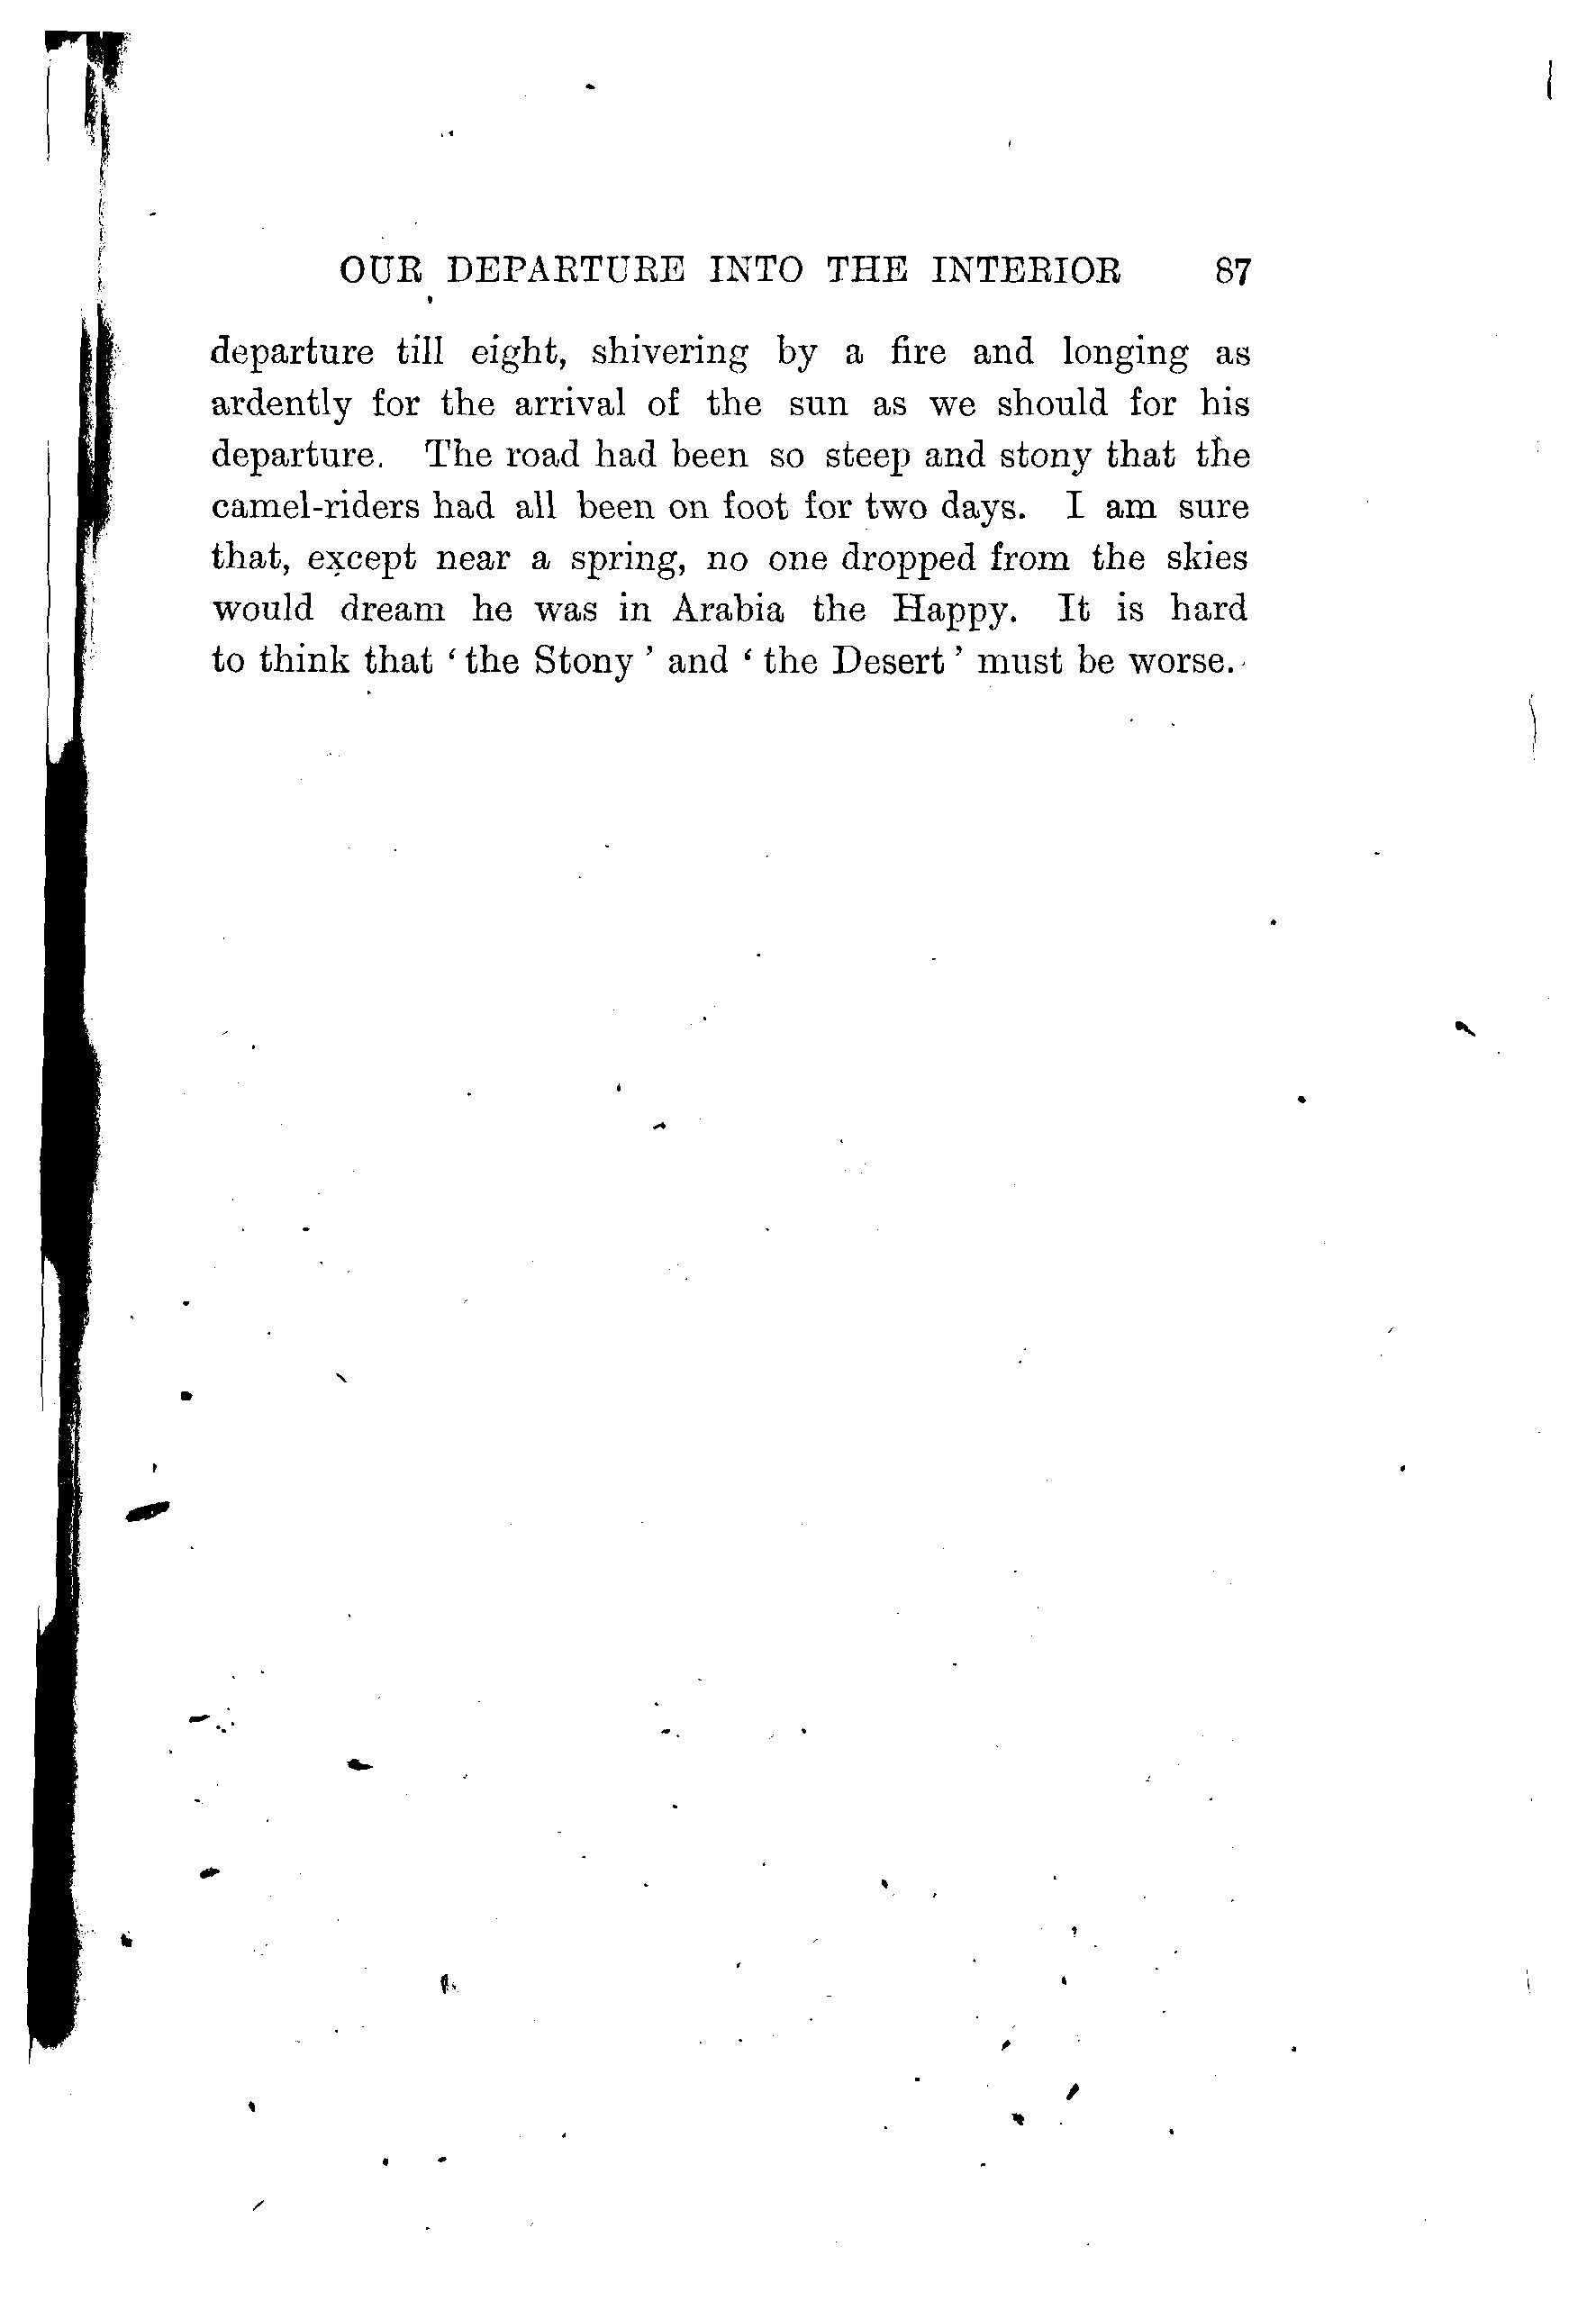 OUR DEPARTURE INTO THE INTERIOR 87
departure till eight, shivering by a fire and longing as
ardently for the arrival of the sun as we should for his
departure. The road had been so steep and stony that the
camel-riders had all been on foot for two days. I am sure
that, except near a spring, no one dropped from the skies
would dream he was in Arabia the Happy. It is hard
to think that ‘the Stony’ and ‘the Desert’ must be worse.